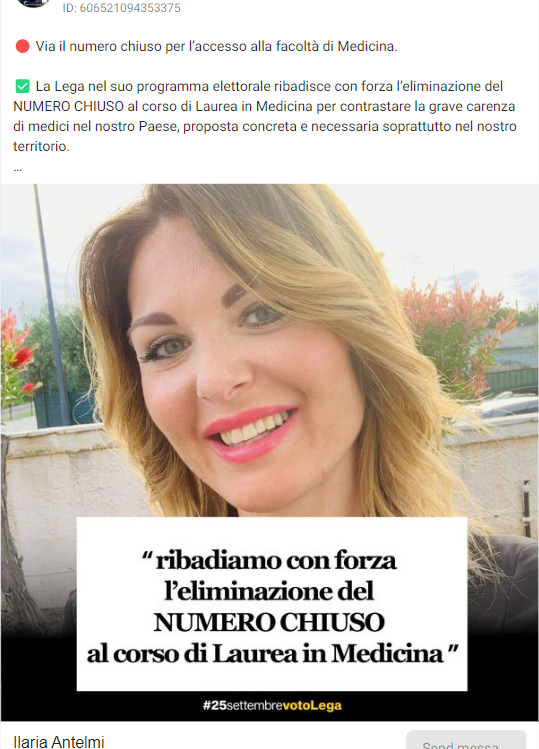 ID: 606521094353375
🔴 Via il numero chiuso per l’accesso alla facoltà di Medicina.
✅ La Lega nel suo programma elettorale ribadisce con forza l’eliminazione del
NUMERO CHIUSO al corso di Laurea in Medicina per contrastare la grave carenza
di medici nel nostro Paese, proposta concreta e necessaria soprattutto nel nostro
territorio.
...
“ribadiamo con forza
l’eliminazione del
NUMERO CHIUSO
al corso di Laurea in Medicina”
#25settembrevotoLega
Ilaria Antelmi
Send messa...